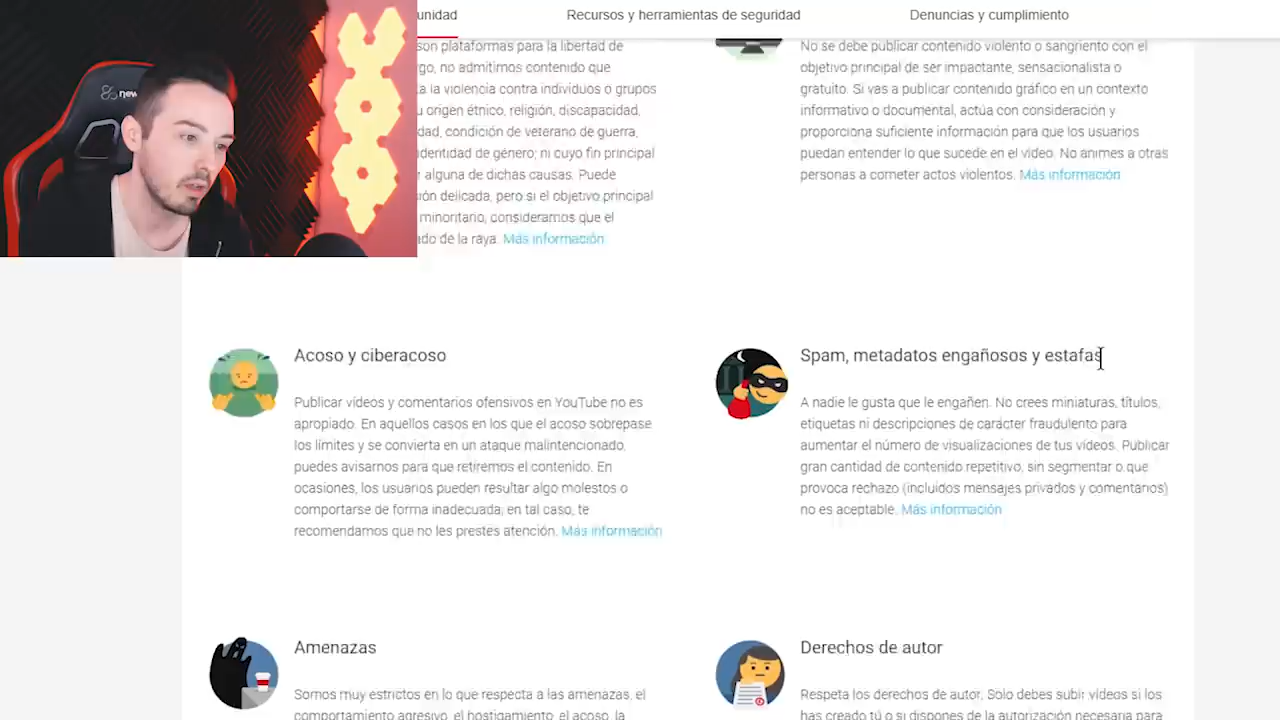 unidad
Recursos y herramientas de seguridad
Denuncias y cumplimiento
son plataformas para la libertad de
go, no admitimos contenido que
a la violencia contra individuos o grupos
u origen étnico, religión, discapacidad,
dad, condición de veterano de guerra,
identidad de género; ni cuyo fin principal
r alguna de dichas causas. Puede
ión delicada, pero si el objetivo principal
minoritario, consideramos que el
ado de la raya. Más información
No se debe publicar contenido violento o sangriento con el
objetivo principal de ser impactante, sensacionalista o
gratuito. Si vas a publicar contenido gráfico en un contexto
informativo o documental, actúa con consideración y
proporciona suficiente información para que los usuarios
puedan entender lo que sucede en el vídeo. No animes a otras
personas a cometer actos violentos. Más información
new
Acoso y ciberacoso
Publicar vídeos y comentarios ofensivos en YouTube no es
apropiado. En aquellos casos en los que el acoso sobrepase
los límites y se convierta en un ataque malintencionado,
puedes avisarnos para que retiremos el contenido. En
ocasiones, los usuarios pueden resultar algo molestos o
comportarse de forma inadecuada; en tal caso, te
recomendamos que no les prestes atención. Más información
Spam, metadatos engañosos y estafas
A nadie le gusta que le engañen. No crees miniaturas, títulos,
etiquetas ni descripciones de carácter fraudulento para
aumentar el número de visualizaciones de tus vídeos. Publicar
gran cantidad de contenido repetitivo, sin segmentar o que
provoca rechazo (incluidos mensajes privados y comentarios)
no es aceptable. Más información
Amenazas
Somos muy estrictos en lo que respecta a las amenazas, el
comportamiento agresivo, el hostigamiento, el acoso, la
Derechos de autor
Respeta los derechos de autor. Solo debes subir vídeos si los
has creado tú o si dispones de la autorización necesaria para